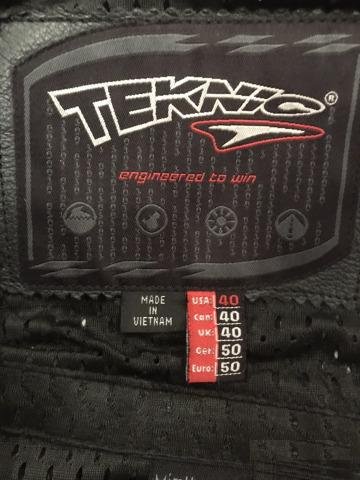 TEKNIC®
engineered to win
MADE
IN
VIETNAM
USA: 40
Can: 40
UK: 40
Ger: 50
Euro: 50